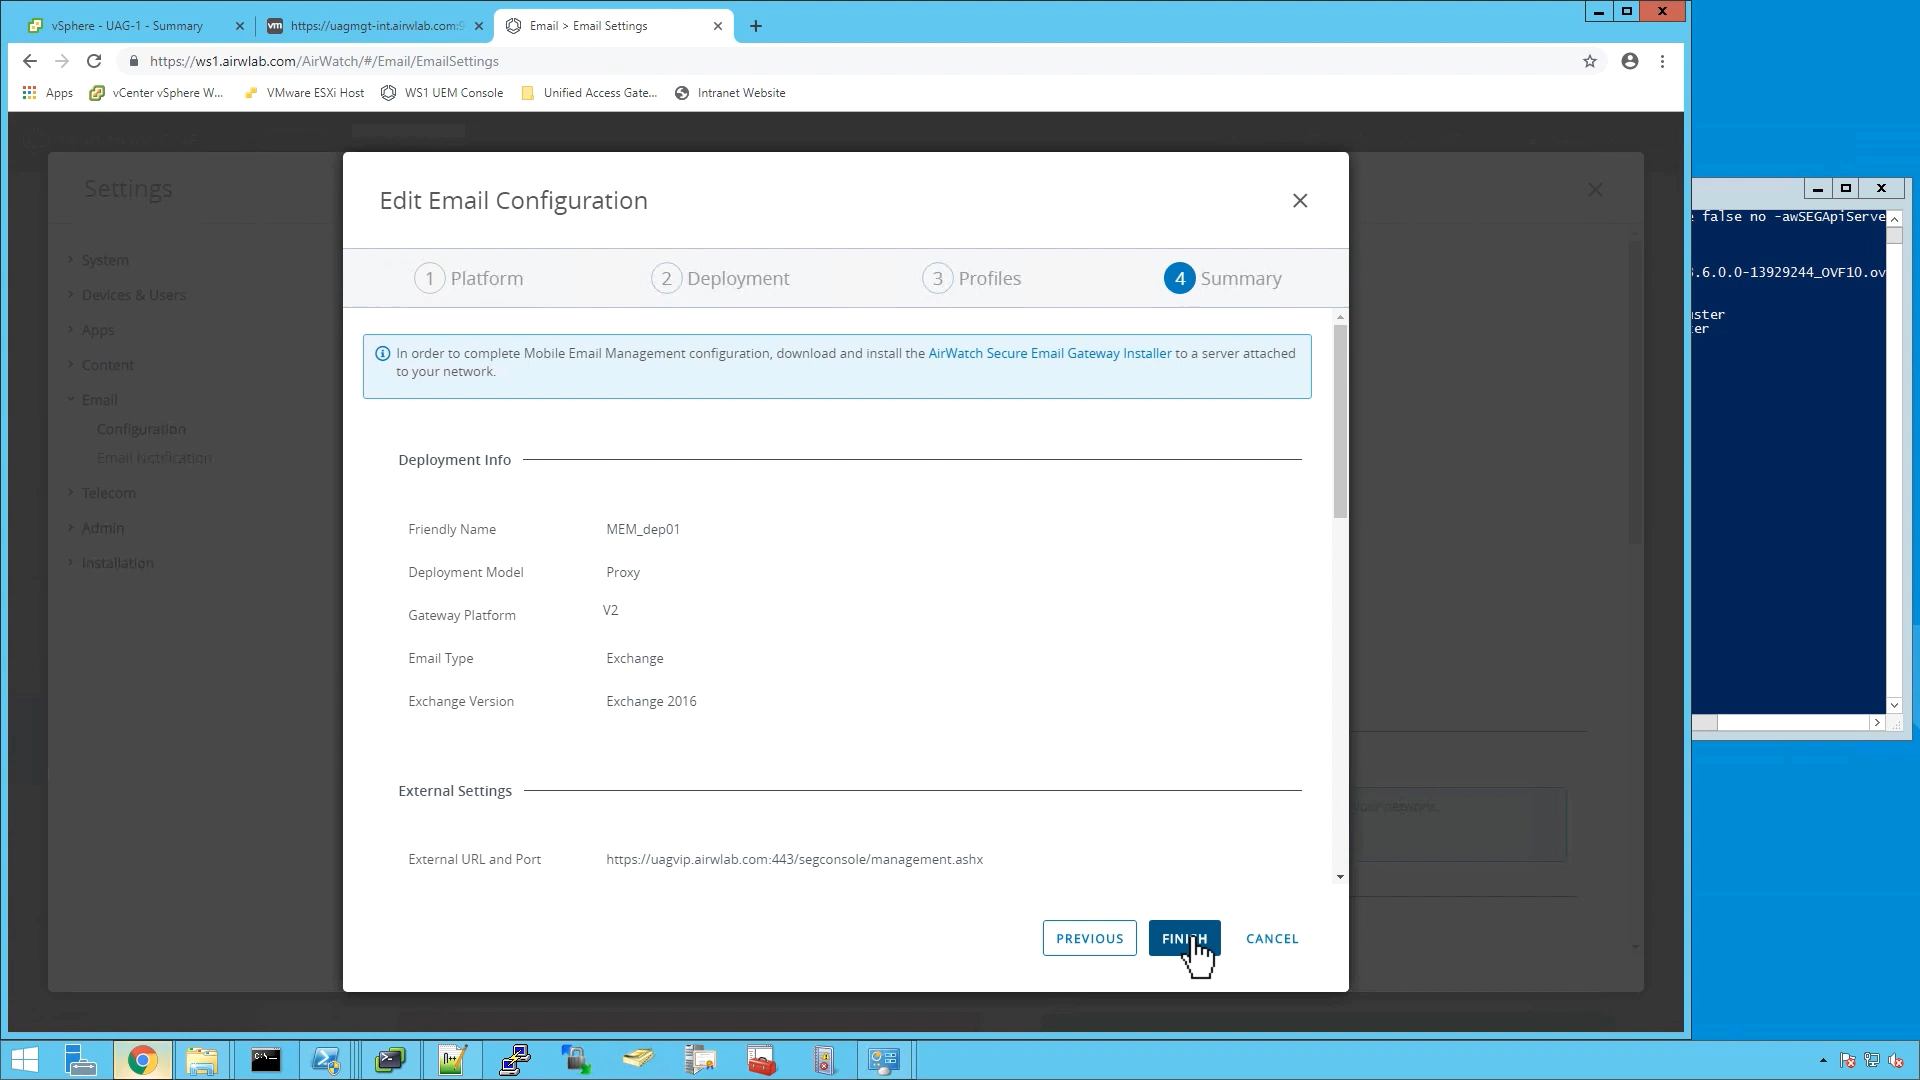 vSphere - UAG-1 - Summary
https://uagmgt-int.airwlab.com:9
Email > Email Settings
https://ws1.airwlab.com/AirWatch/#/Email/EmailSettings
Apps
vCenter vSphere W...
VMware ESXi Host
WS1 UEM Console
Unified Access Gate...
Intranet Website
Settings
System
Devices & Users
Apps
Content
Email
Configuration
Email Notification
Telecom
Admin
Installation
Edit Email Configuration
1 Platform
2 Deployment
3 Profiles
4 Summary
In order to complete Mobile Email Management configuration, download and install the AirWatch Secure Email Gateway Installer to a server attached
to your network.
Deployment Info
Friendly Name MEM_dep01
Deployment Model Proxy
Gateway Platform V2
Email Type Exchange
Exchange Version Exchange 2016
External Settings
External URL and Port https://uagvip.airwlab.com:443/segconsole/management.ashx
PREVIOUS
FINISH
CANCEL
your network.
e false no -awSEGApiServe
.6.0.0-13929244_OVF10.ov
uster
ter